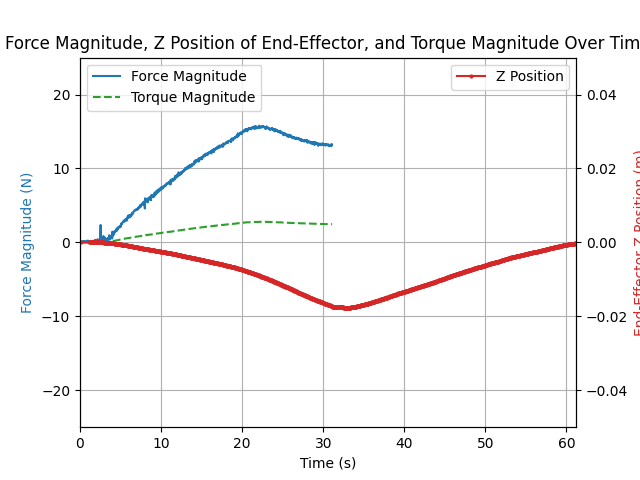 Force Magnitude, Z Position of End-Effector, and Torque Magnitude Over Tim
Force Magnitude
Torque Magnitude
Z Position
20
10
0
−10
−20
Force Magnitude (N)
0.04
0.02
0.00
−0.02
−0.04
End-Effector Z Position (m)
0
10
20
30
40
50
60
Time (s)